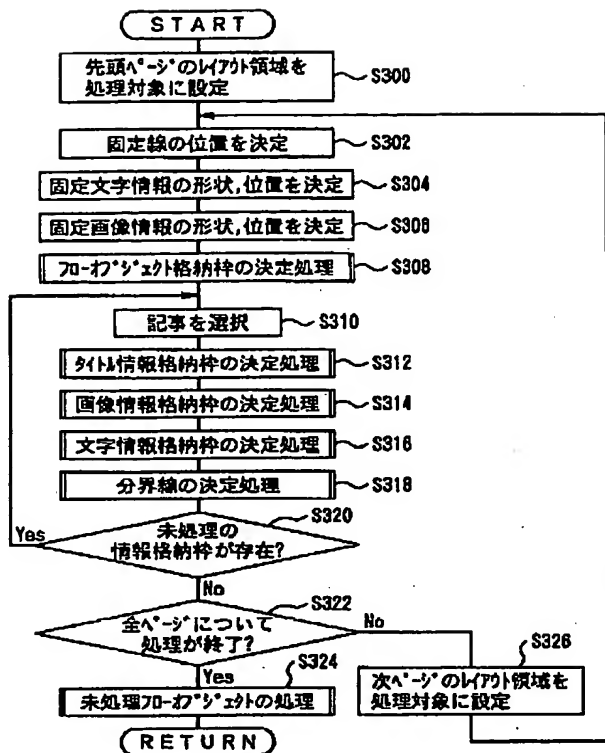 START
先頭ページのレイアウト領域を
処理対象に設定
S300
固定線の位置を決定
S302
固定文字情報の形状,位置を決定
S304
固定画像情報の形状,位置を決定
S306
フローオブジェクト格納枠の決定処理
S308
記事を選択
S310
タイトル情報格納枠の決定処理
S312
画像情報格納枠の決定処理
S314
文字情報格納枠の決定処理
S316
分界線の決定処理
S318
S320
Yes
未処理の
情報格納枠が存在?
No
S322
全ページについて
処理が終了?
No
Yes
S324
S326
未処理フローオブジェクトの処理
次ページのレイアウト領域を
処理対象に設定
RETURN